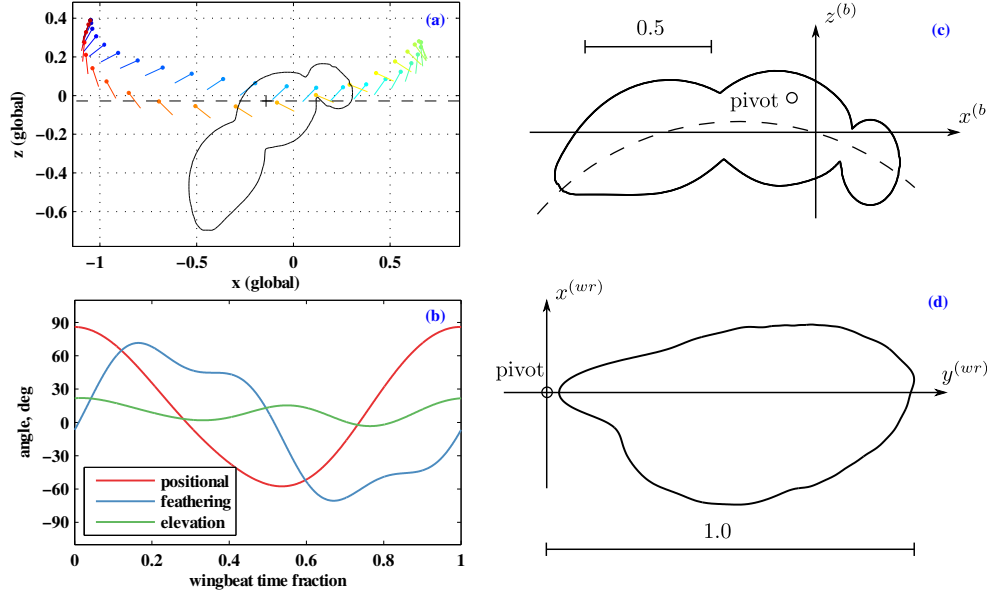 (a)
z (global)
0.4
0.2
0
−0.2
−0.4
−0.6
−1
−0.5
0
0.5
x (global)
(b)
angle, deg
90
60
30
0
−30
−60
−90
positional
feathering
elevation
0
0.2
0.4
0.6
0.8
1
wingbeat time fraction
z^(b)
(c)
0.5
pivot
x^(b
x^(wr)
(d)
pivot
y^(wr)
1.0